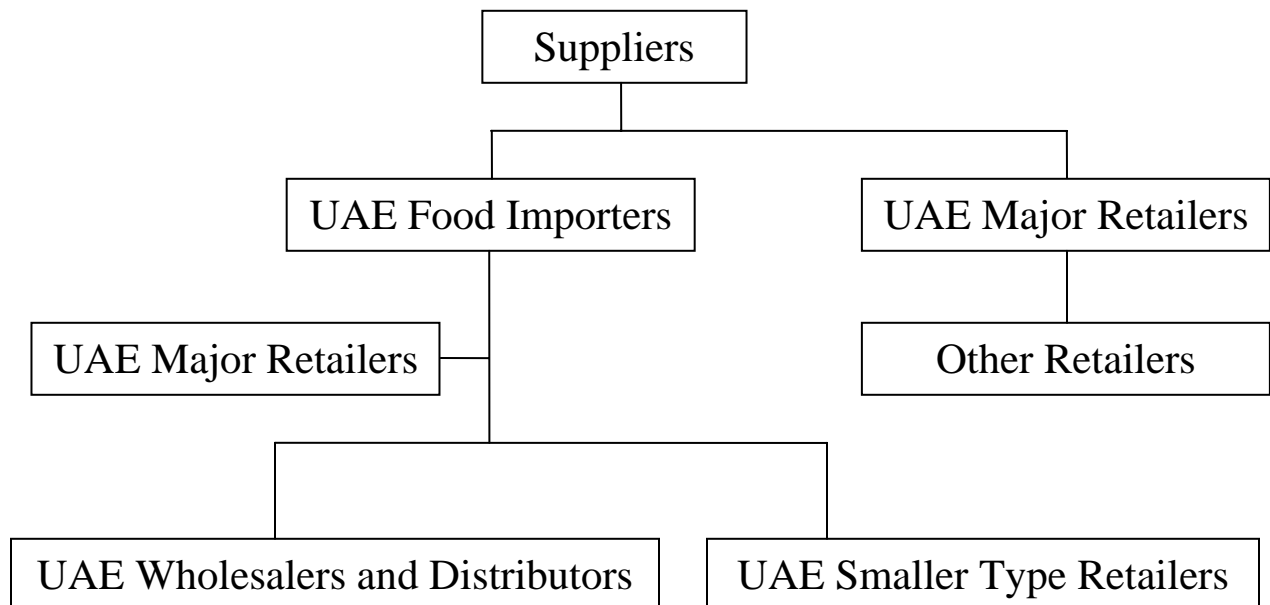 Suppliers
UAE Food Importers
UAE Major Retailers
UAE Major Retailers
Other Retailers
UAE Wholesalers and Distributors
UAE Smaller Type Retailers